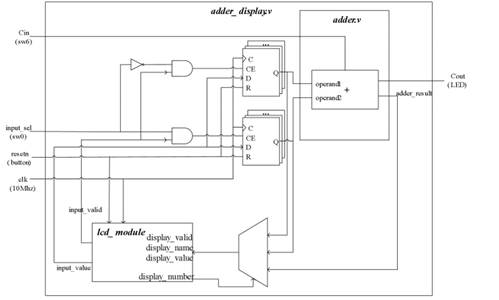 adder_display.v
adder.v
Cin
(sw6)
C
CE
D
R
Q
operand1
operand2
+
Cout
(LED)
adder_result
input_sel
(sw0)
C
CE
D
R
Q
resetn
(button)
clk
(10Mhz)
input_valid
input_value
lcd_module
display_valid
display_name
display_value
display_number